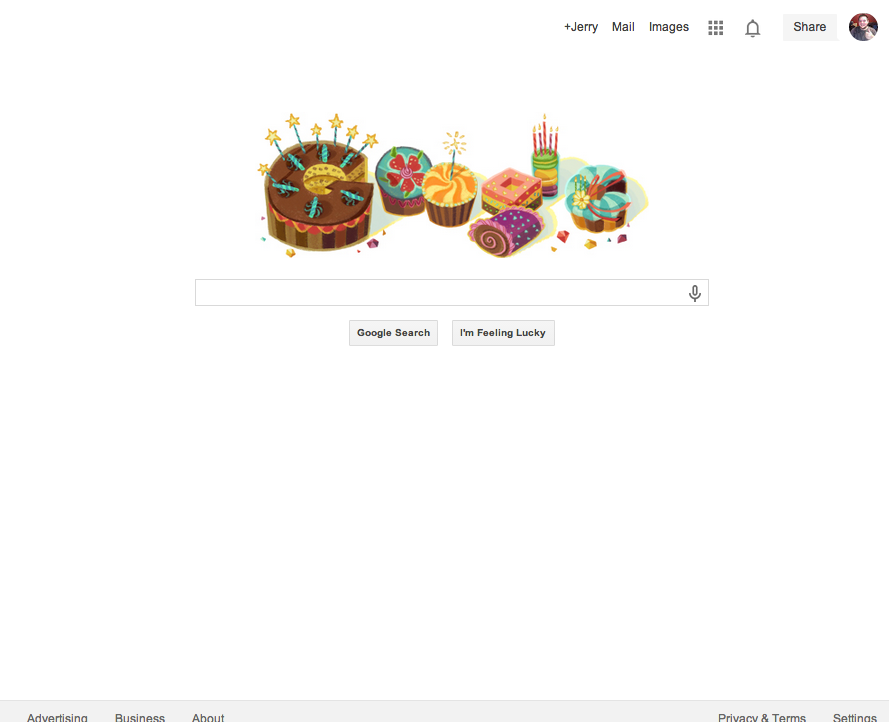 +Jerry Mail Images Share
Google Search I'm Feeling Lucky
Advertising Business About Privacy & Terms Settings